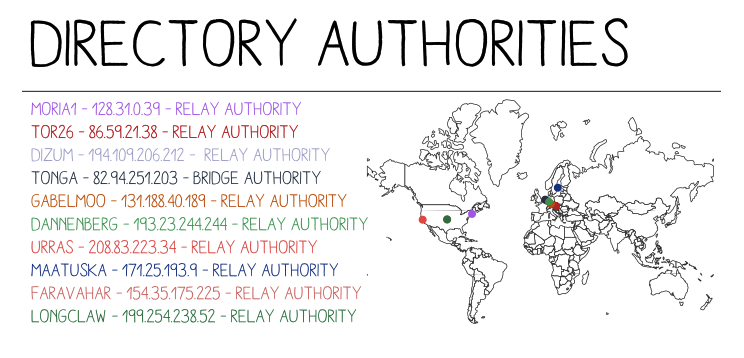 DIRECTORY AUTHORITIES
MORIA1 - 128.31.0.39 - RELAY AUTHORITY
TOR26 - 86.59.21.38 - RELAY AUTHORITY
DIZUM - 194.109.206.212 - RELAY AUTHORITY
TONGA - 82.94.251.203 - BRIDGE AUTHORITY
GABELMOO - 131.188.40.189 - RELAY AUTHORITY
DANNENBERG - 193.23.244.244 - RELAY AUTHORITY
URRAS - 208.83.223.34 - RELAY AUTHORITY
MAATUSKA - 171.25.193.9 - RELAY AUTHORITY
FARAVAHAR - 154.35.175.225 - RELAY AUTHORITY
LONGCLAW - 199.254.238.52 - RELAY AUTHORITY